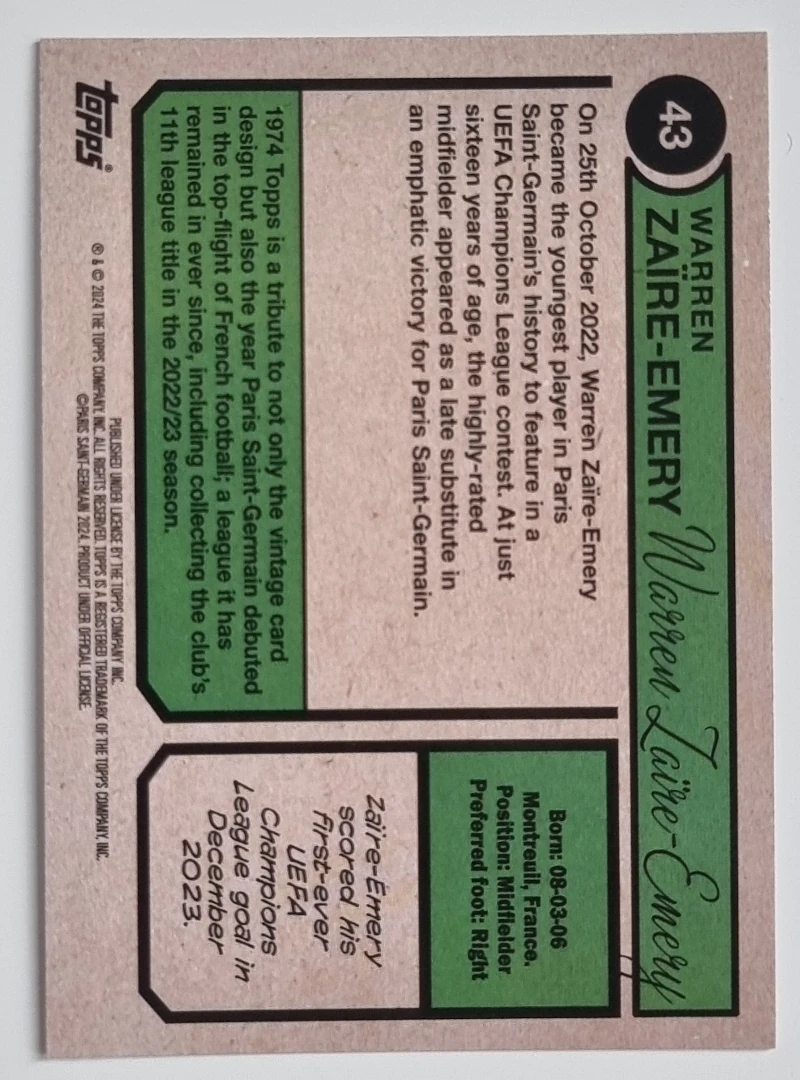 43
WARREN
ZAÏRE-EMERY
Warren Zaïre-Emery
On 25th October 2022, Warren Zaïre-Emery
became the youngest player in Paris
Saint-Germain's history to feature in a
UEFA Champions League contest. At just
sixteen years of age, the highly-rated
midfielder appeared as a late substitute in
an emphatic victory for Paris Saint-Germain.
1974 Topps is a tribute to not only the vintage card
design but also the year Paris Saint-Germain debuted
in the top-flight of French football; a league it has
remained in ever since, including collecting the club's
11th league title in the 2022/23 season.
Born: 08-03-06
Montreuil, France.
Position: Midfielder
Preferred foot: Right
Zaïre-Emery
scored his
first-ever
UEFA
Champions
League goal in
December
2023.
topps®
PUBLISHED UNDER LICENSE BY THE TOPPS COMPANY INC.
® & © 2024 THE TOPPS COMPANY, INC. ALL RIGHTS RESERVED. TOPPS IS A REGISTERED TRADEMARK OF THE TOPPS COMPANY, INC.
©PARIS SAINT-GERMAIN 2024. PRODUCT UNDER OFFICIAL LICENSE.